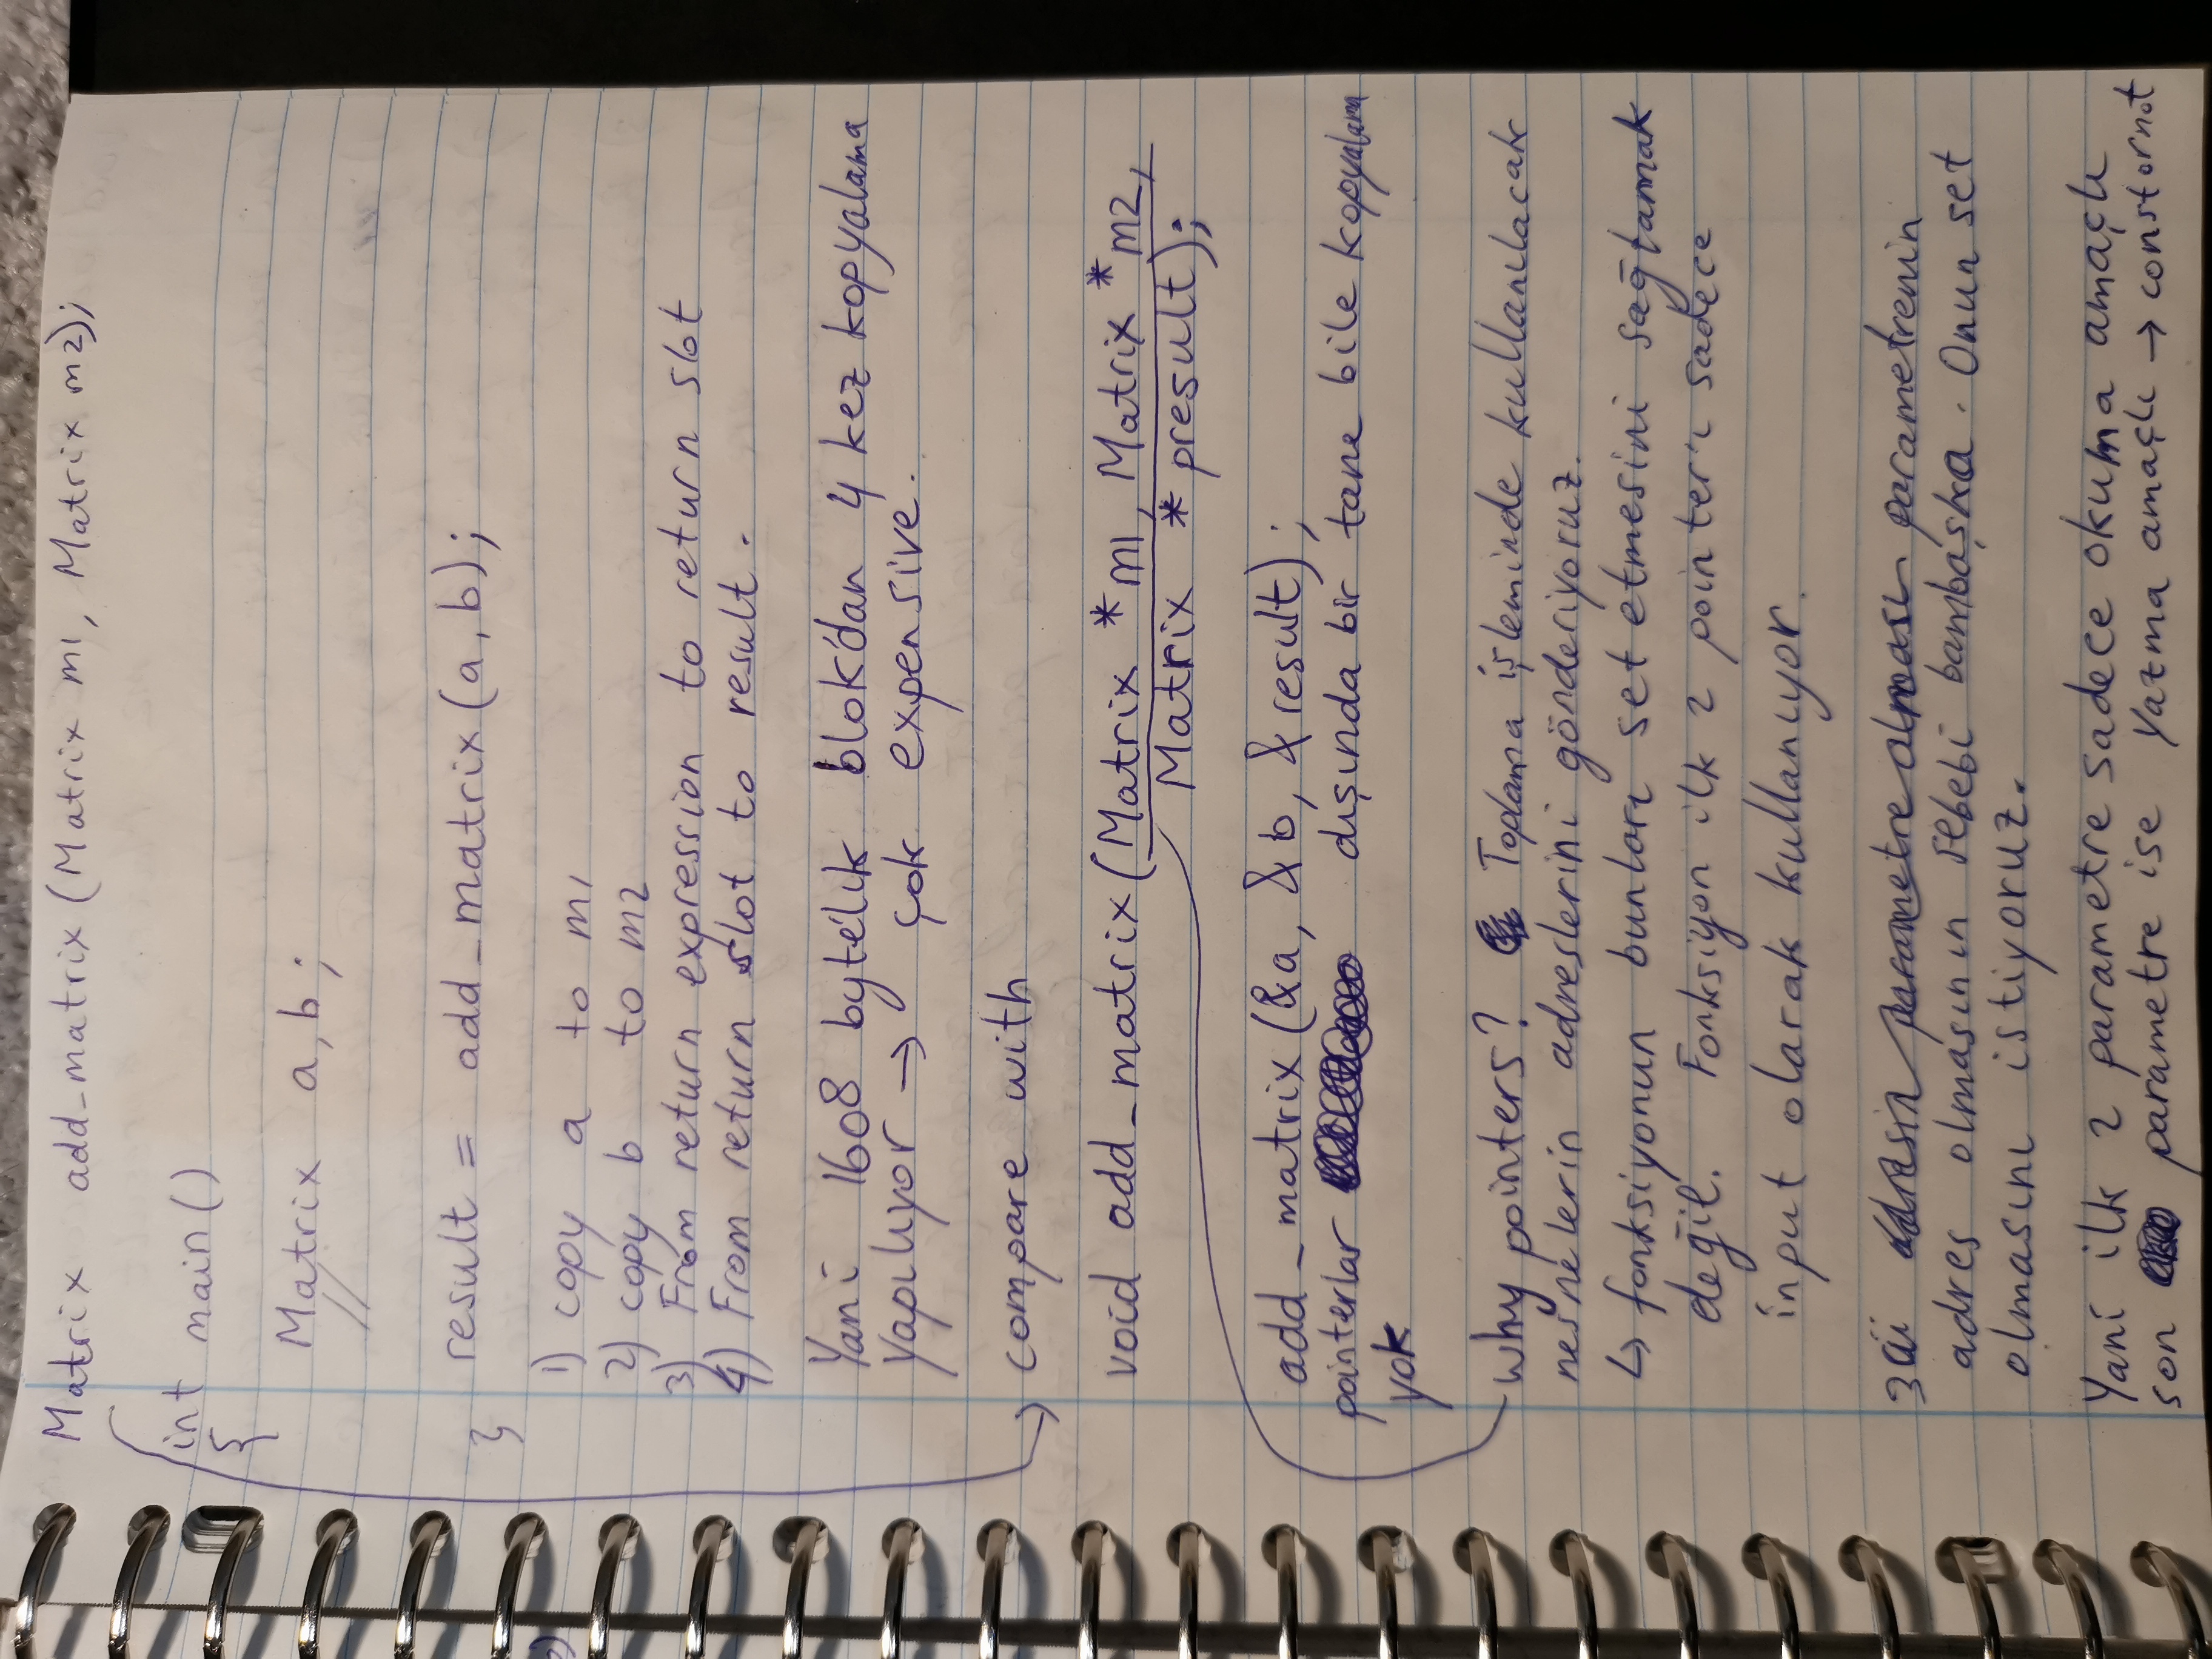 Matrix add_matrix (Matrix m1, Matrix m2);
int main()
{
Matrix a, b;
//
result = add_matrix (a, b);
}
1) copy a to m1
2) copy b to m2
3) From return expression to return slot
4) From return slot to result.
Yani 1608 byte'lık blok'dan 4 kez kopyalama
yapılıyor → çok expensive.
compare with
void add_matrix (Matrix *m1, Matrix *m2,
Matrix * presult);
add_matrix (&a, &b, &result);
pointerlar dışında bir tane bile kopyalama
yok
why pointers? Toplama işleminde kullanılacak
nesnelerin adreslerini gönderiyoruz.
↳ fonksiyonun bunları set etmesini sağlamak
değil. Fonksiyon ilk 2 pointer'ı sadece
input olarak kullanıyor.
3ü adresin parametre olması parametrenin
adres olmasının sebebi bambaşka. Onun set
olmasını istiyoruz.
Yani ilk 2 parametre sadece okuma amaçlı
son parametre ise yazma amaçlı → const or not